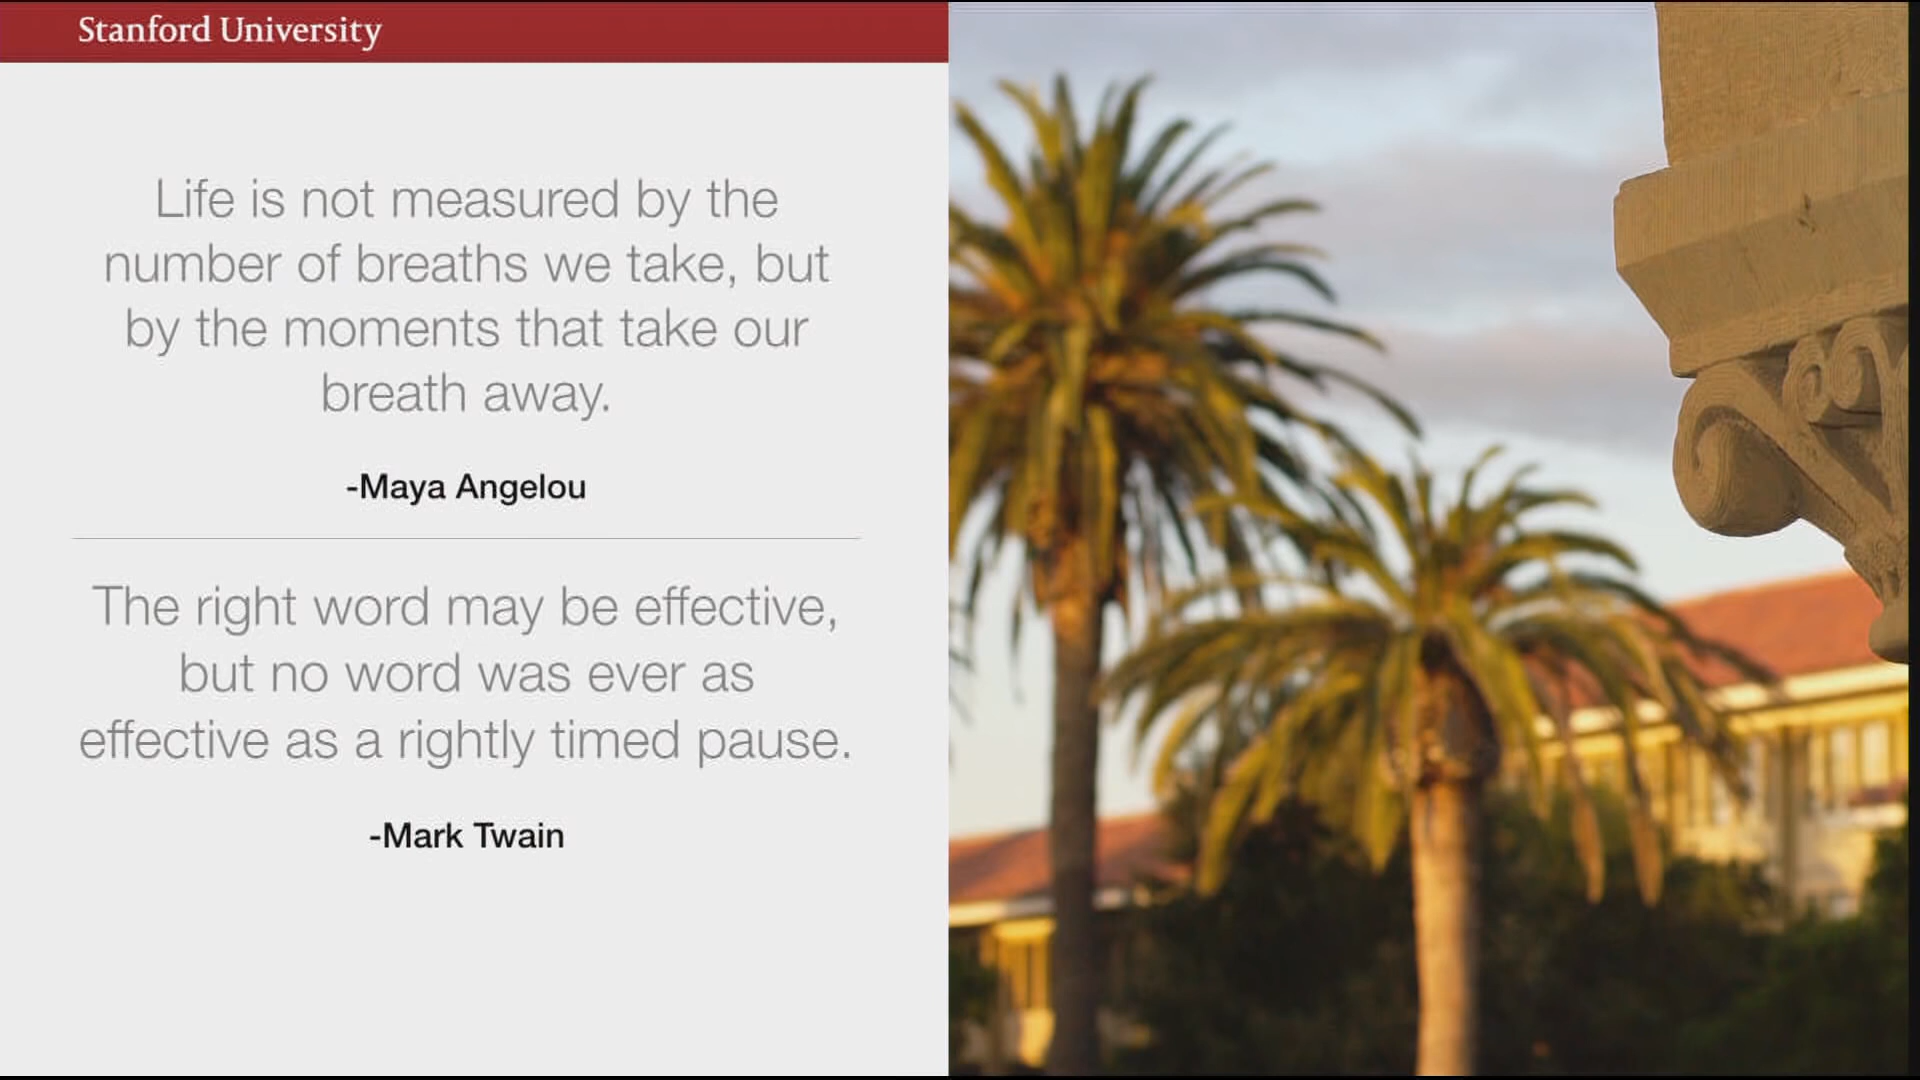 Stanford University
Life is not measured by the
number of breaths we take, but
by the moments that take our
breath away.
-Maya Angelou
The right word may be effective,
but no word was ever as
effective as a rightly timed pause.
-Mark Twain